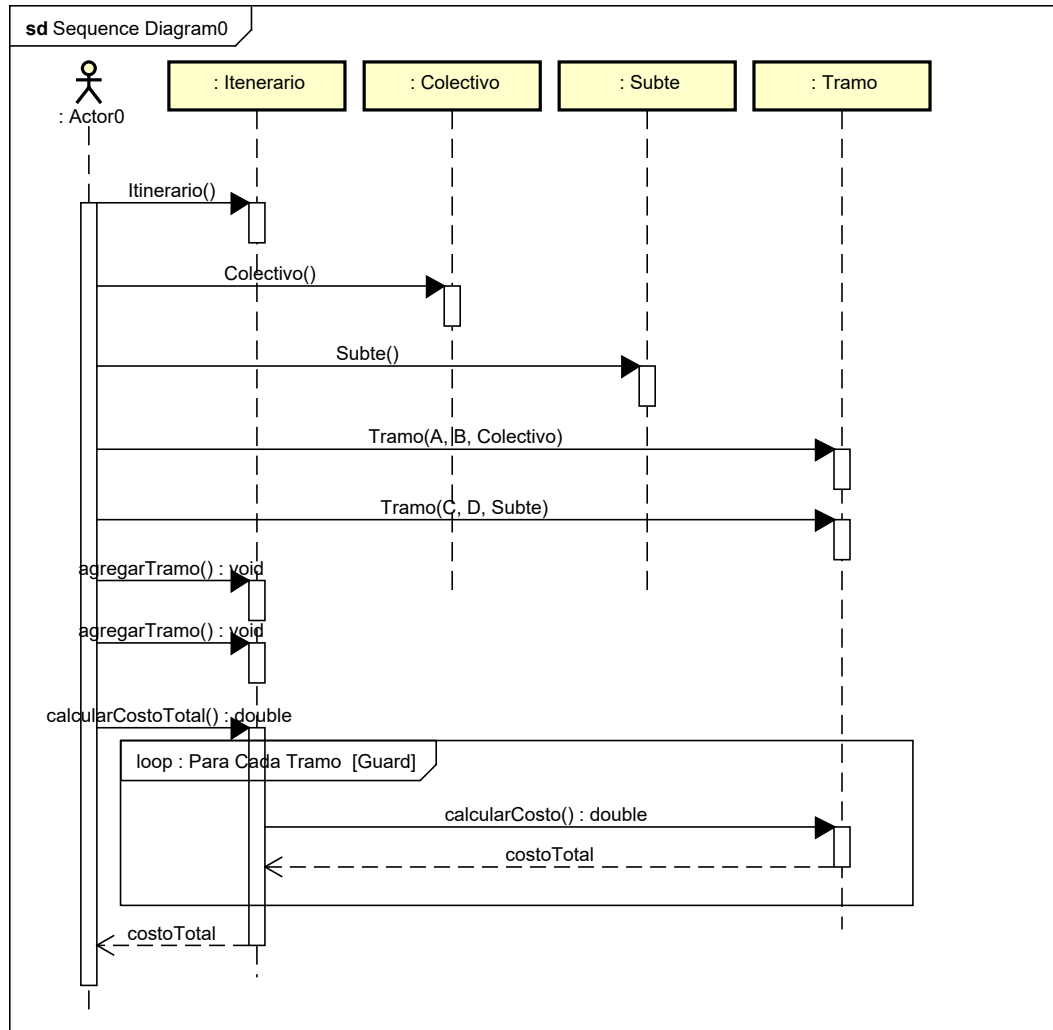 sd Sequence Diagram0
: Actor0
: Itenerario
: Colectivo
: Subte
: Tramo
Itinerario()
Colectivo()
Subte()
Tramo(A, B, Colectivo)
Tramo(C, D, Subte)
agregarTramo() : void
agregarTramo() : void
calcularCostoTotal() : double
loop : Para Cada Tramo [Guard]
calcularCosto() : double
costoTotal
costoTotal